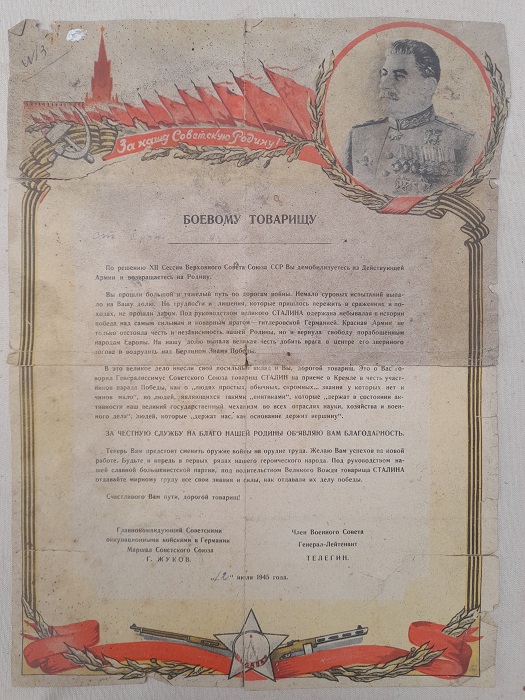 За нашу Советскую Родину!
БОЕВОМУ ТОВАРИЩУ
По решению XII Сессии Верховного Совета Союза ССР Вы демобилизуетесь из Действующей
Армии и возвращаетесь на Родину.
Вы прошли большой и тяжелый путь по дорогам войны. Немало суровых испытаний выпа-
ло на Вашу долю. Но трудности и лишения, которые пришлось пережить в сражениях и по-
ходах, не прошли даром. Под руководством великого СТАЛИНА одержана небывалая в истории
победа над самым сильным и коварным врагом—гитлеровской Германией. Красная Армия не
только отстояла честь и независимость нашей Родины, но и вернула свободу порабощенным
народам Европы. На нашу долю выпала великая честь добить врага в центре его звериного
логова и водрузить над Берлином Знамя Победы.
В это великое дело внесли свой посильный вклад и Вы, дорогой товарищ. Это о Вас го-
ворил Генералиссимус Советского Союза товарищ СТАЛИН на приеме в Кремле в честь участ-
ников парада Победы, как о „людях простых, обычных, скромных... звания у которых нет и
чинов мало", но людях, являющихся такими „винтиками", которые „держат в состоянии ак-
тивности наш великий государственный механизм во всех отраслях науки, хозяйства и воен-
ного дела"; людей, которые „держат нас, как основание держит вершину".
ЗА ЧЕСТНУЮ СЛУЖБУ НА БЛАГО НАШЕЙ РОДИНЫ ОБЪЯВЛЯЮ ВАМ БЛАГОДАРНОСТЬ.
Теперь Вам предстоит сменить оружие войны на орудие труда. Желаю Вам успехов на новой
работе. Будьте и впредь в первых рядах нашего героического народа. Под руководством на-
шей славной большевистской партии, под водительством Великого Вождя товарища СТАЛИНА
отдавайте мирному труду все свои знания и силы, как отдавали их делу победы.
Счастливого Вам пути, дорогой товарищ!
Главнокомандующий Советскими
оккупационными войсками в Германии
Маршал Советского Союза
Г. ЖУКОВ.
Член Военного Совета
Генерал-Лейтенант
ТЕЛЕГИН.
июля 1945 года.